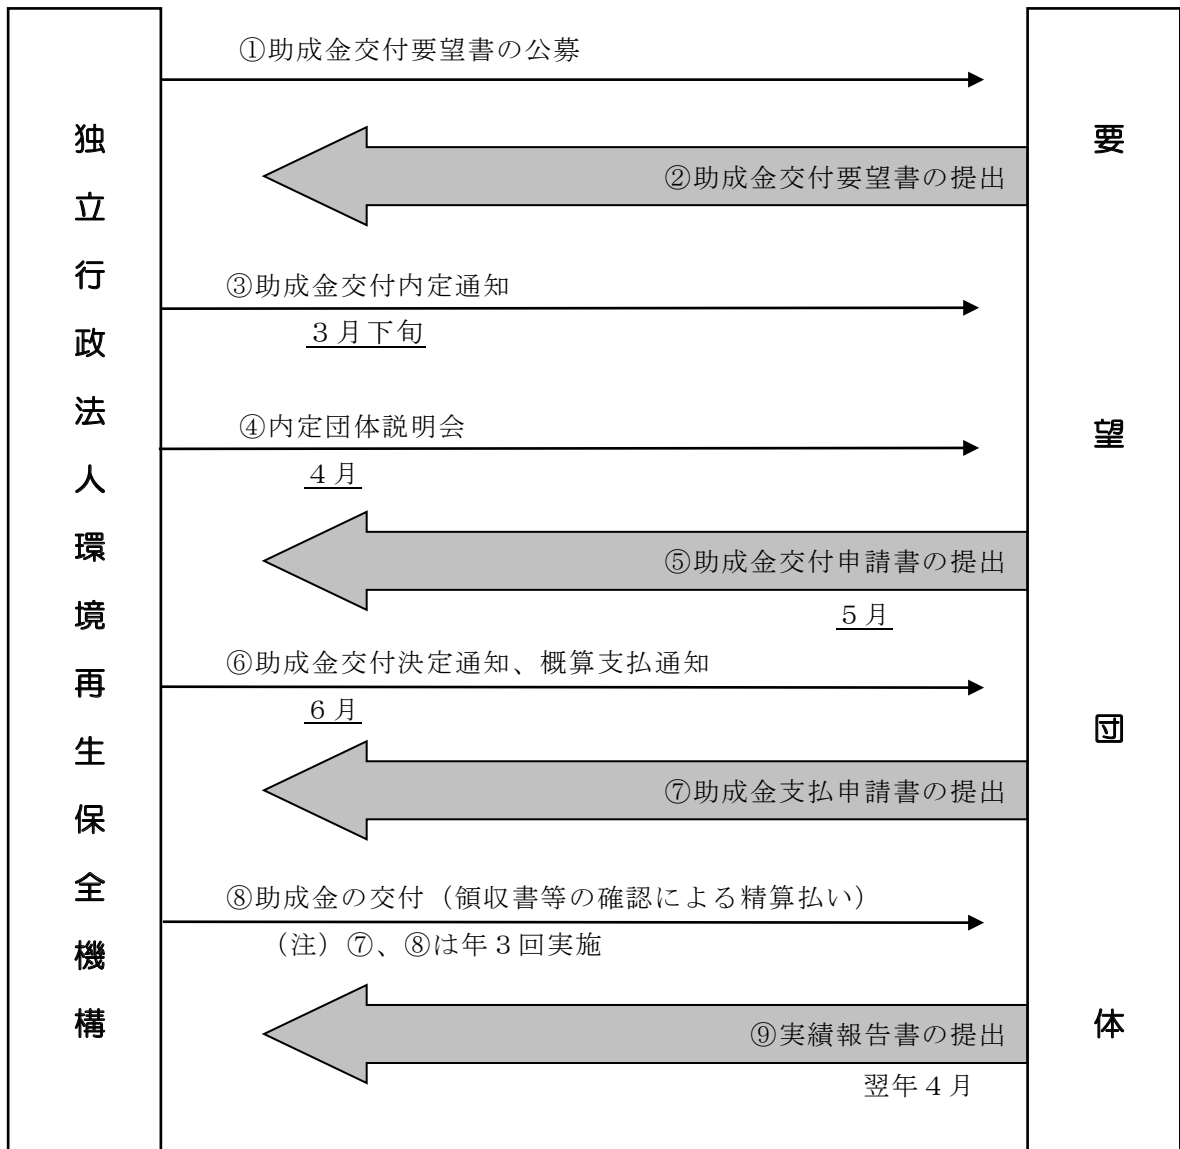 独立行政法人環境再生保全機構
①助成金交付要望書の公募
②助成金交付要望書の提出
③助成金交付内定通知
３月下旬
④内定団体説明会
４月
⑤助成金交付申請書の提出
５月
⑥助成金交付決定通知、概算支払通知
６月
⑦助成金支払申請書の提出
⑧助成金の交付（領収書等の確認による精算払い）
（注）⑦、⑧は年３回実施
⑨実績報告書の提出
翌年４月
要望団体